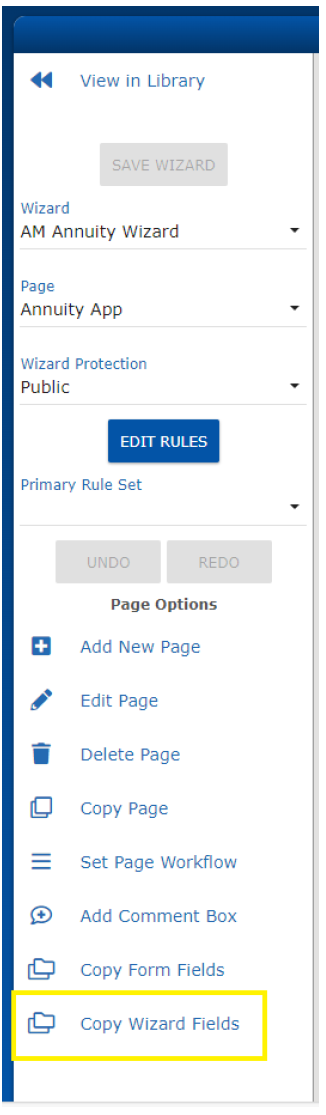 View in Library
SAVE WIZARD
Wizard
AM Annuity Wizard
Page
Annuity App
Wizard Protection
Public
EDIT RULES
Primary Rule Set
UNDO REDO
Page Options
Add New Page
Edit Page
Delete Page
Copy Page
Set Page Workflow
Add Comment Box
Copy Form Fields
Copy Wizard Fields